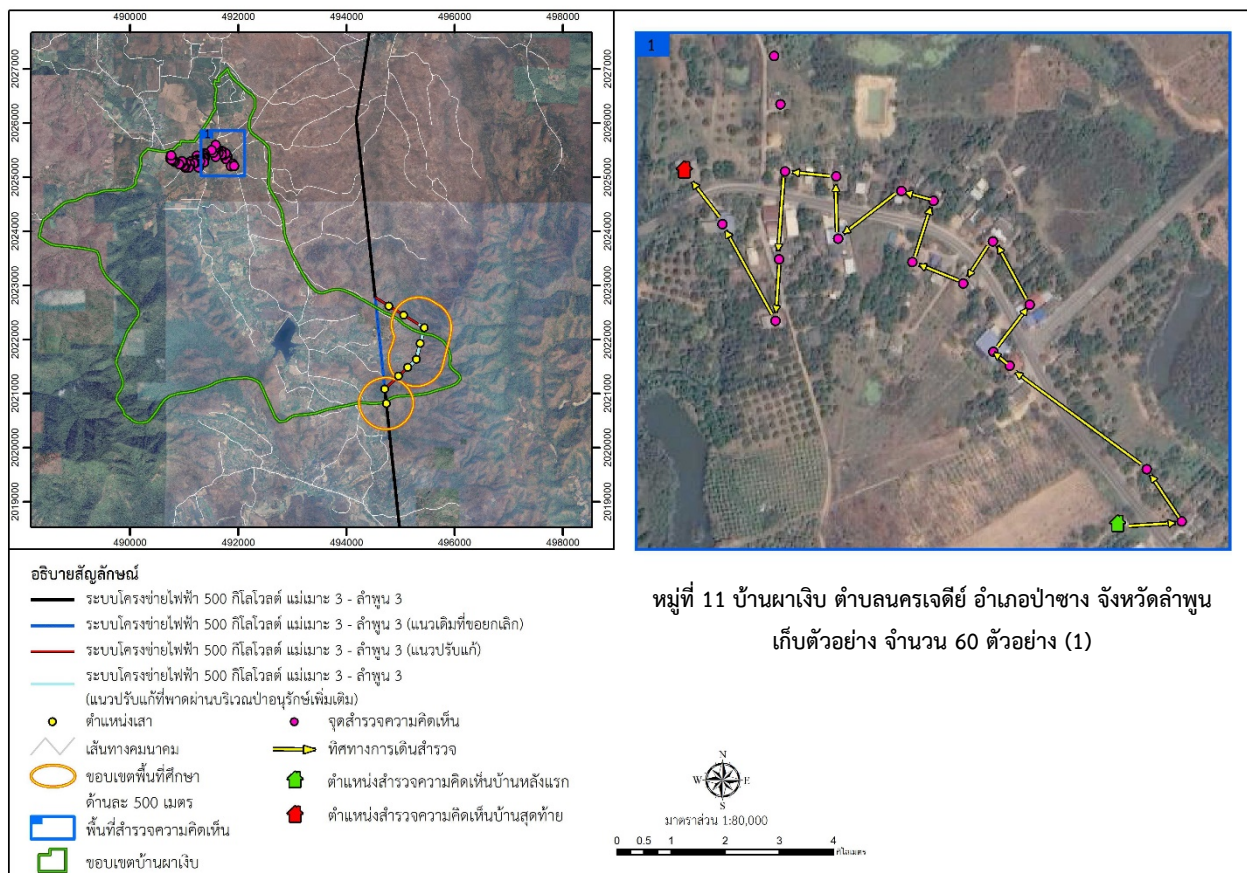 490000 492000 494000 496000 498000
2027000
2026000
2025000
2024000
2023000
2022000
2021000
2020000
2019000
1
490000 492000 494000 496000 498000
1
หมู่ที่ 11 บ้านผาเงิบ ตำบลนครเจดีย์ อำเภอป่าซาง จังหวัดลำพูน
เก็บตัวอย่าง จำนวน 60 ตัวอย่าง (1)
อธิบายสัญลักษณ์
ระบบโครงข่ายไฟฟ้า 500 กิโลโวลต์ แม่เมาะ 3 - ลำพูน 3
ระบบโครงข่ายไฟฟ้า 500 กิโลโวลต์ แม่เมาะ 3 - ลำพูน 3 (แนวเดิมที่ขอยกเลิก)
ระบบโครงข่ายไฟฟ้า 500 กิโลโวลต์ แม่เมาะ 3 - ลำพูน 3 (แนวปรับแก้)
ระบบโครงข่ายไฟฟ้า 500 กิโลโวลต์ แม่เมาะ 3 - ลำพูน 3
(แนวปรับแก้ที่พาดผ่านบริเวณป่าอนุรักษ์เพิ่มเติม)
ตำแหน่งเสา
เส้นทางคมนาคม
ขอบเขตพื้นที่ศึกษา
ด้านละ 500 เมตร
พื้นที่สำรวจความคิดเห็น
ขอบเขตบ้านผาเงิบ
จุดสำรวจความคิดเห็น
ทิศทางการเดินสำรวจ
ตำแหน่งสำรวจความคิดเห็นบ้านหลังแรก
ตำแหน่งสำรวจความคิดเห็นบ้านสุดท้าย
N
W E
S
มาตราส่วน 1:80,000
0 0.5 1 2 3 4
กิโลเมตร
2027000
2026000
2025000
2024000
2023000
2022000
2021000
2020000
2019000